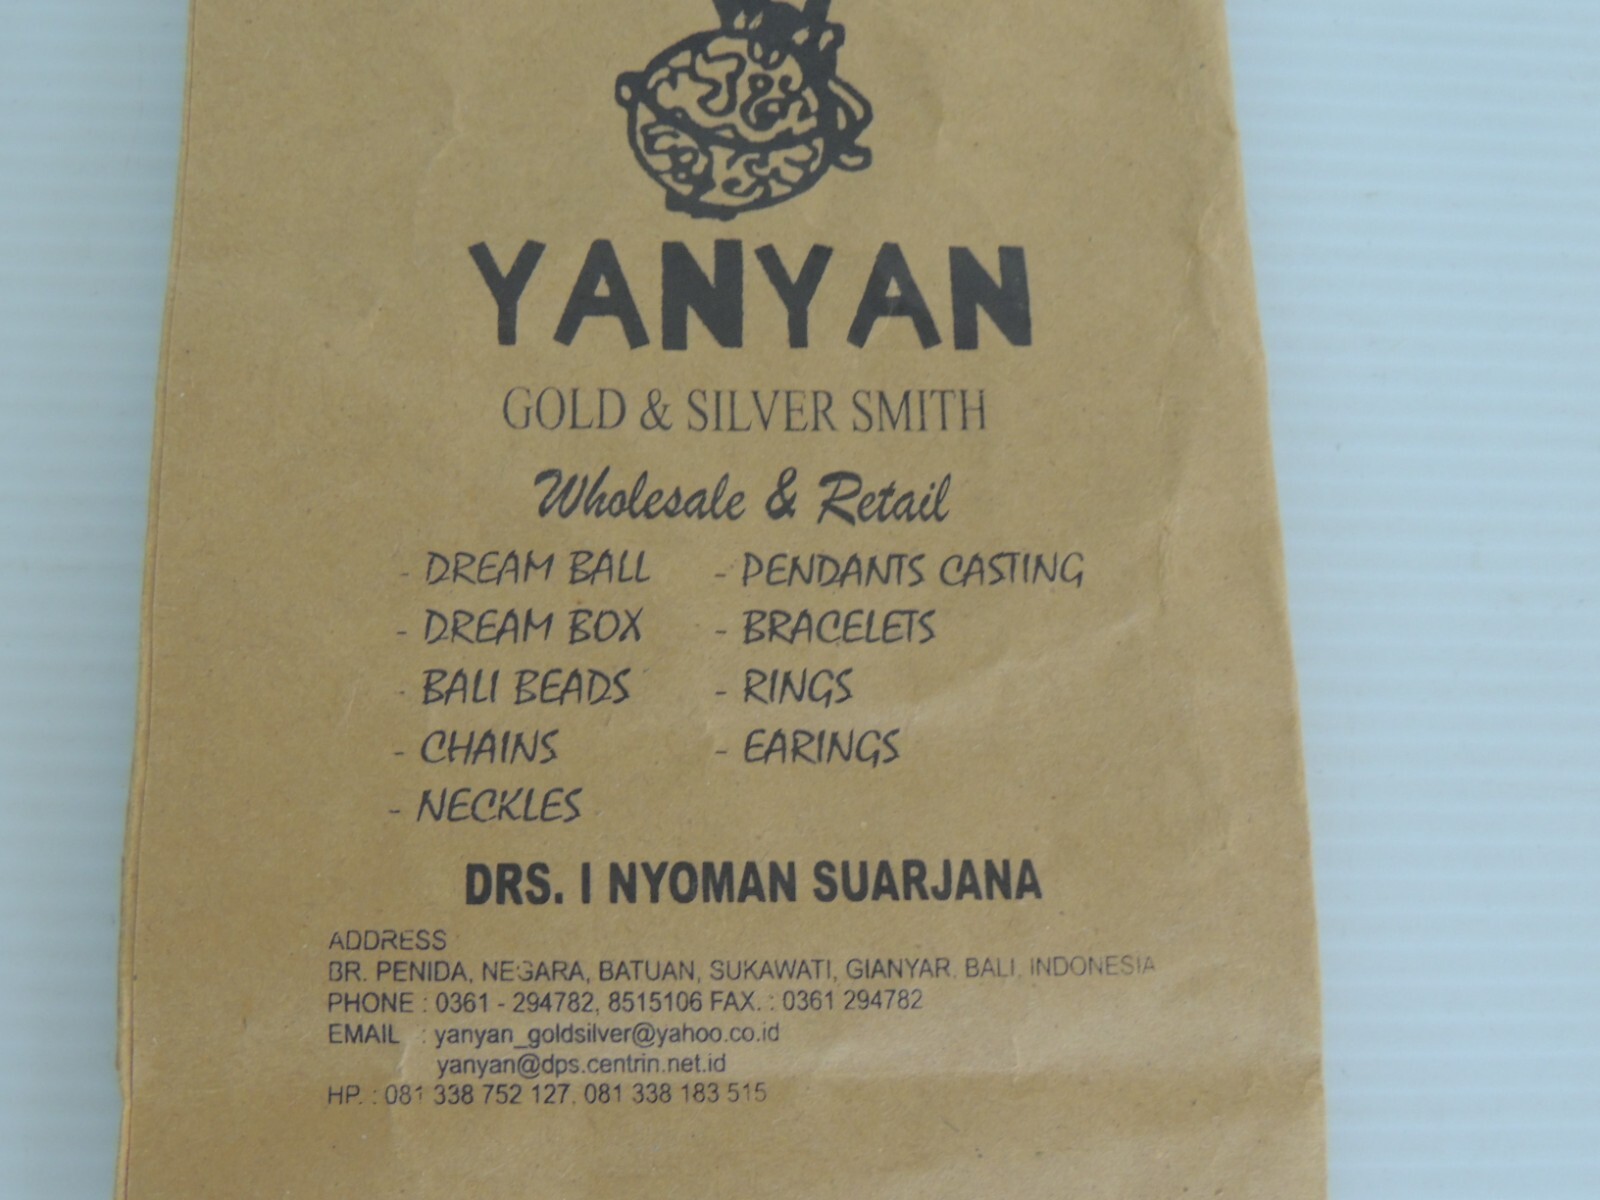 YANYAN
GOLD & SILVER SMITH
Wholesale & Retail
- DREAM BALL - PENDANTS CASTING
- DREAM BOX - BRACELETS
- BALI BEADS - RINGS
- CHAINS - EARINGS
- NECKLES
DRS. I NYOMAN SUARJANA
ADDRESS
BR. PENIDA, NEGARA, BATUAN, SUKAWATI, GIANYAR. BALI. INDONESIA
PHONE : 0361 - 294782, 8515106 FAX. : 0361 294782
EMAIL : yanyan_goldsilver@yahoo.co.id
yanyan@dps.centrin.net.id
HP. : 081 338 752 127, 081 338 183 515